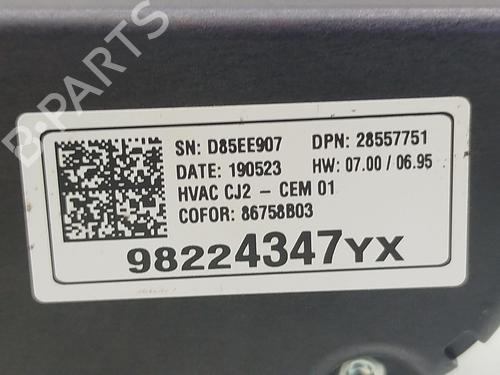 SN: D85EE907 DPN: 28557751
DATE: 190523 HW: 07.00 / 06.95
HVAC CJ2 - CEM 01
COFOR: 86758B03
98224347YX
B-PARTS